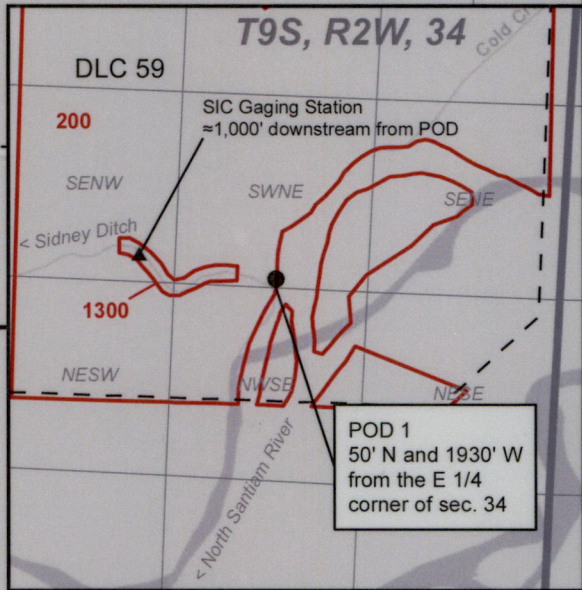 T9S, R2W, 34
Cold Cr
DLC 59
200
SIC Gaging Station
≈1,000' downstream from POD
SENW
SWNE
SENE
< Sidney Ditch
1300
NESW
NWSE
NESE
POD 1
50' N and 1930' W
from the E 1/4
corner of sec. 34
< North Santiam River